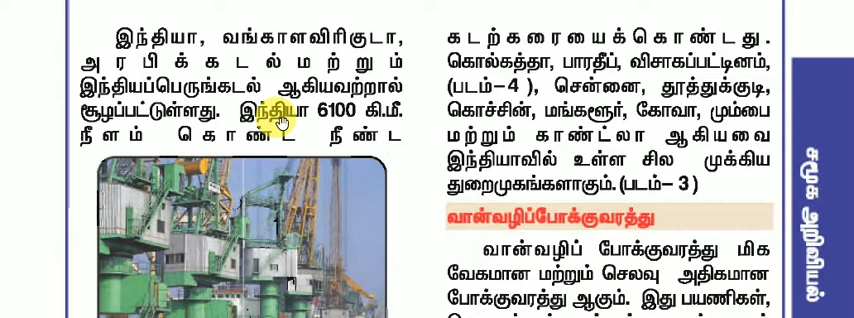 இந்தியா, வங்காளவிரிகுடா,
அரபிக்கடல்மற்றும்
இந்தியப்பெருங்கடல் ஆகியவற்றால்
சூழப்பட்டுள்ளது. இந்தியா 6100 கி.மீ.
நீளம் கொண்ட நீண்ட
கடற்கரையைக்கொண்டது.
கொல்கத்தா, பாரதீப், விசாகப்பட்டினம்,
(படம்-4), சென்னை, தூத்துக்குடி,
கொச்சின், மங்களூர், கோவா, மும்பை
மற்றும் காண்ட்லா ஆகியவை
இந்தியாவில் உள்ள சில முக்கிய
துறைமுகங்களாகும். (படம்- 3)
வான்வழிப்போக்குவரத்து
வான்வழிப் போக்குவரத்து மிக
வேகமான மற்றும் செலவு அதிகமான
போக்குவரத்து ஆகும். இது பயணிகள்,
சமூக அறிவியல்